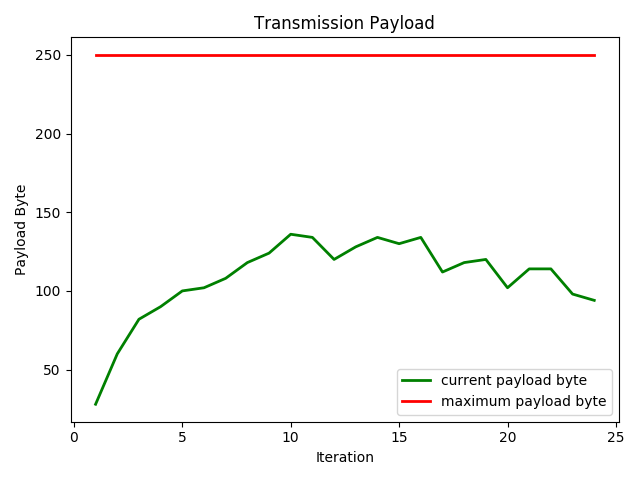 Transmission Payload
Payload Byte
250
200
150
100
50
0
5
10
15
20
25
Iteration
current payload byte
maximum payload byte